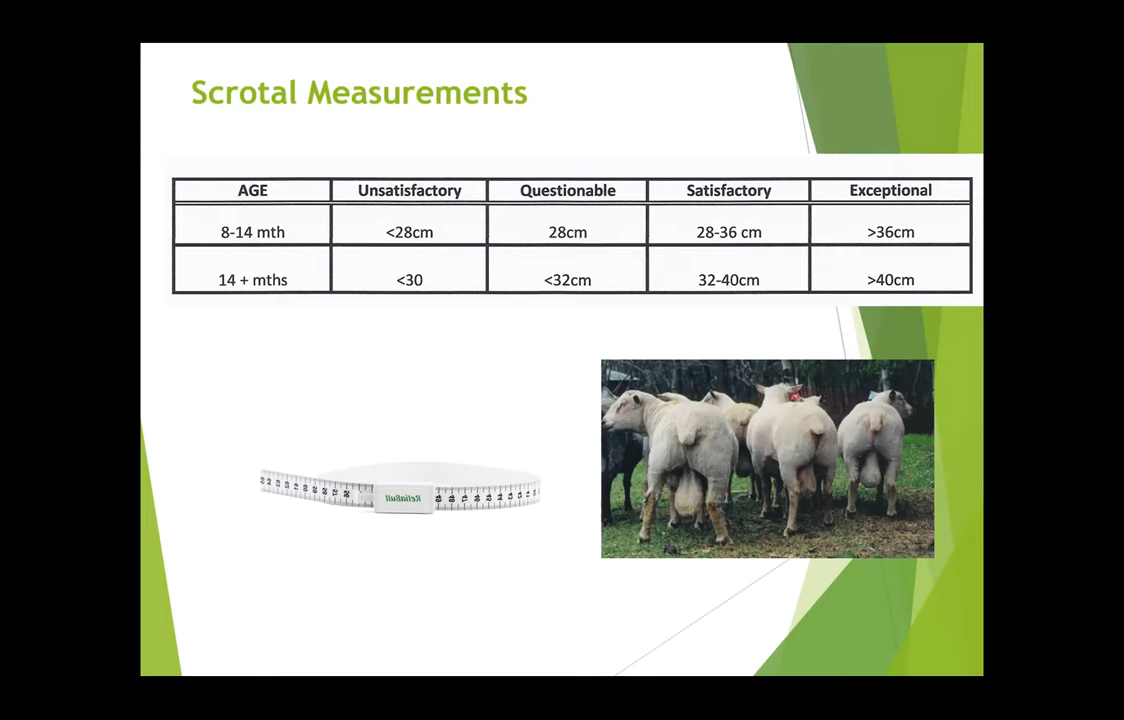 Scrotal Measurements
AGE Unsatisfactory Questionable Satisfactory Exceptional
8-14 mth <28cm 28cm 28-36 cm >36cm
14 + mths <30 <32cm 32-40cm >40cm
ReliaBull